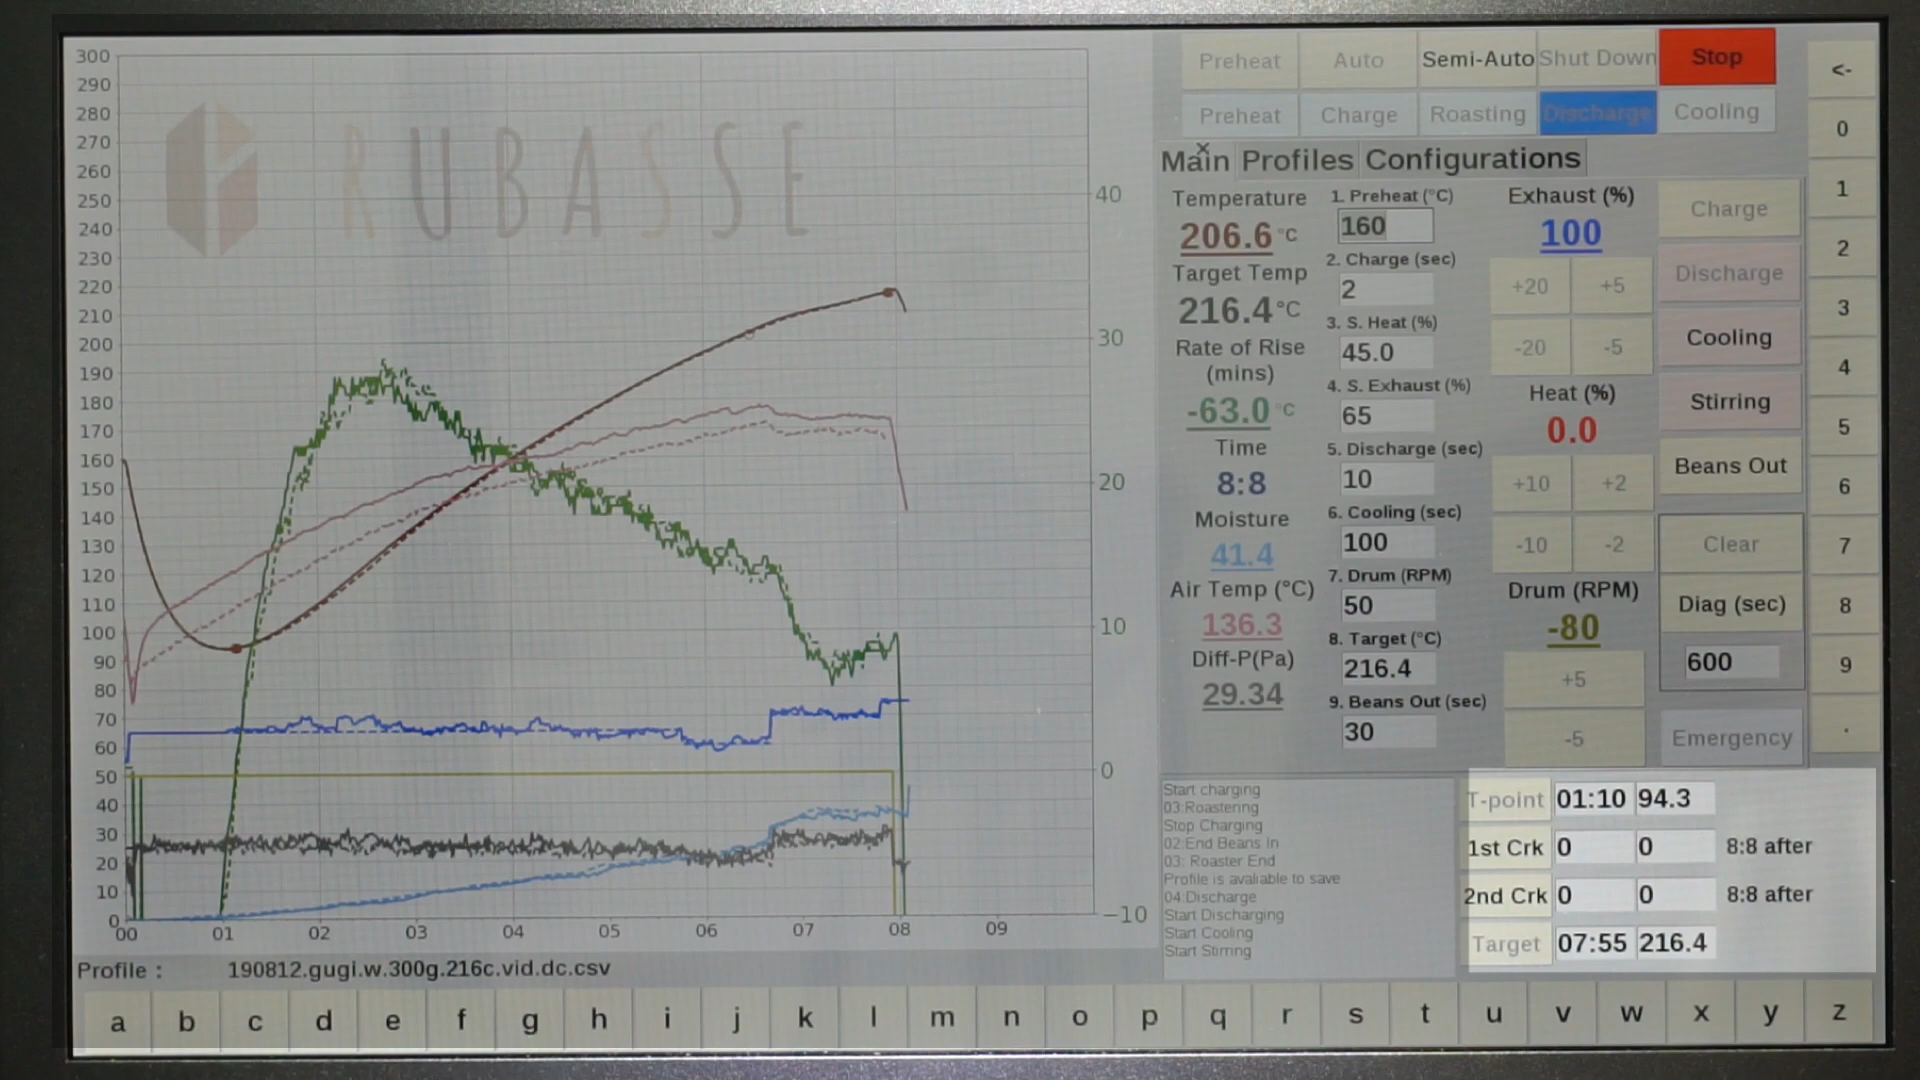 Preheat Auto Semi-Auto Shut Down Stop <-
Preheat Charge Roasting Discharge Cooling
RUBASSE
Main Profiles Configurations
x
300
290
280
270
260
250
240
230
220
210
200
190
180
170
160
150
140
130
120
110
100
90
80
70
60
50
40
30
20
10
0
40
30
20
10
0
-10
00 01 02 03 04 05 06 07 08 09
Profile : 190812.gugi.w.300g.216c.vid.dc.csv
Temperature
206.6 °C
Target Temp
216.4 °C
Rate of Rise
(mins)
-63.0 °C
Time
8:8
Moisture
41.4
Air Temp (°C)
136.3
Diff-P(Pa)
29.34
1. Preheat (°C)
160
2. Charge (sec)
2
3. S. Heat (%)
45.0
4. S. Exhaust (%)
65
5. Discharge (sec)
10
6. Cooling (sec)
100
7. Drum (RPM)
50
8. Target (°C)
216.4
9. Beans Out (sec)
30
Exhaust (%)
100
+20 +5
-20 -5
Heat (%)
0.0
+10 +2
-10 -2
Drum (RPM)
-80
+5
-5
Charge
Discharge
Cooling
Stirring
Beans Out
Clear
Diag (sec)
600
Emergency
0
1
2
3
4
5
6
7
8
9
.
Start charging
03:Roastering
Stop Charging
02:End Beans In
03: Roaster End
Profile is avaliable to save
04:Discharge
Start Discharging
Start Cooling
Start Stirring
T-point 01:10 94.3
1st Crk 0 0 8:8 after
2nd Crk 0 0 8:8 after
Target 07:55 216.4
a b c d e f g h i j k l m n o p q r s t u v w x y z